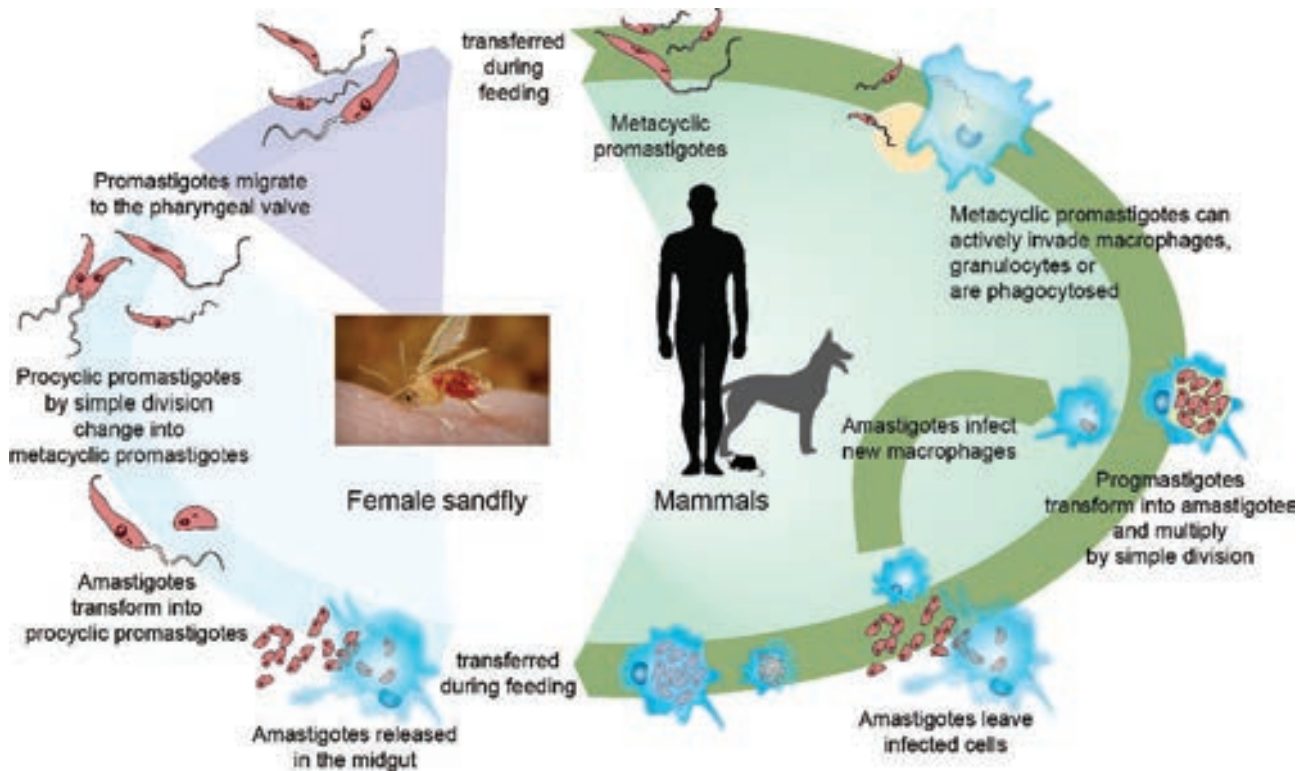 transferred
during
feeding
Metacyclic
promastigotes
Metacyclic promastigotes can
actively invade macrophages,
granulocytes or
are phagocytosed
Progmastigotes
transform into amastigotes
and multiply
by simple division
Amastigotes infect
new macrophages
Amastigotes leave
infected cells
Mammals
transferred
during feeding
Amastigotes released
in the midgut
Amastigotes
transform into
procyclic promastigotes
Procyclic promastigotes
by simple division
change into
metacyclic promastigotes
Promastigotes migrate
to the pharyngeal valve
Female sandfly